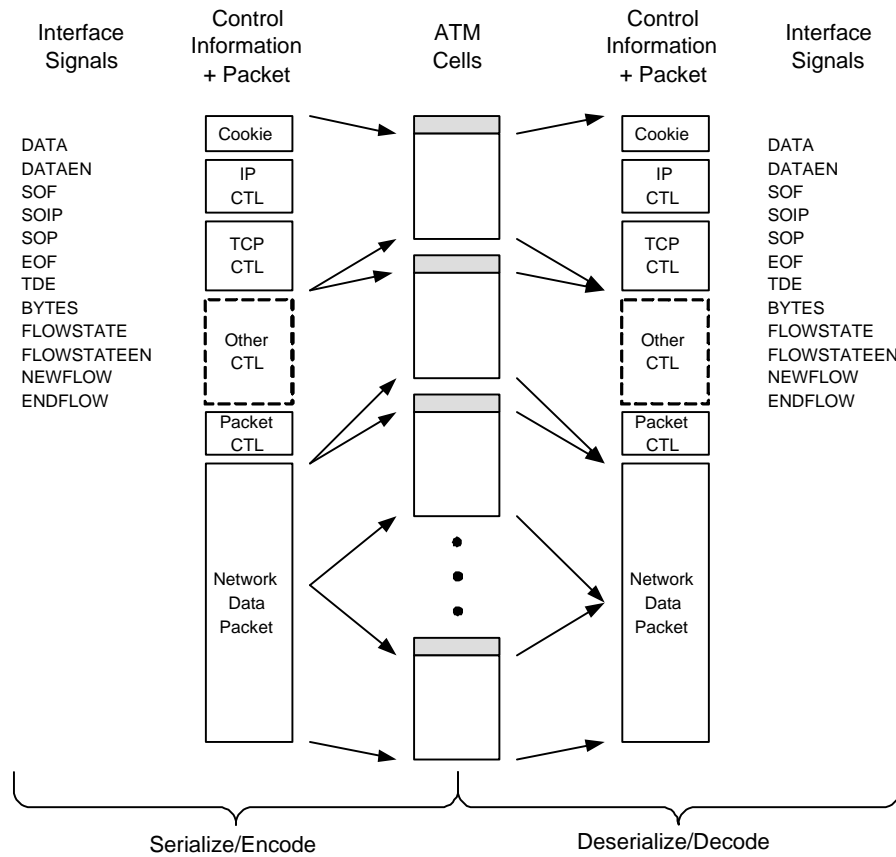 Interface
Signals
Control
Information
+ Packet
ATM
Cells
Control
Information
+ Packet
Interface
Signals
DATA
DATAEN
SOF
SOIP
SOP
EOF
TDE
BYTES
FLOWSTATE
FLOWSTATEEN
NEWFLOW
ENDFLOW
Cookie
IP
CTL
TCP
CTL
Other
CTL
Packet
CTL
Network
Data
Packet
Cookie
IP
CTL
TCP
CTL
Other
CTL
Packet
CTL
Network
Data
Packet
DATA
DATAEN
SOF
SOIP
SOP
EOF
TDE
BYTES
FLOWSTATE
FLOWSTATEEN
NEWFLOW
ENDFLOW
Serialize/Encode
Deserialize/Decode